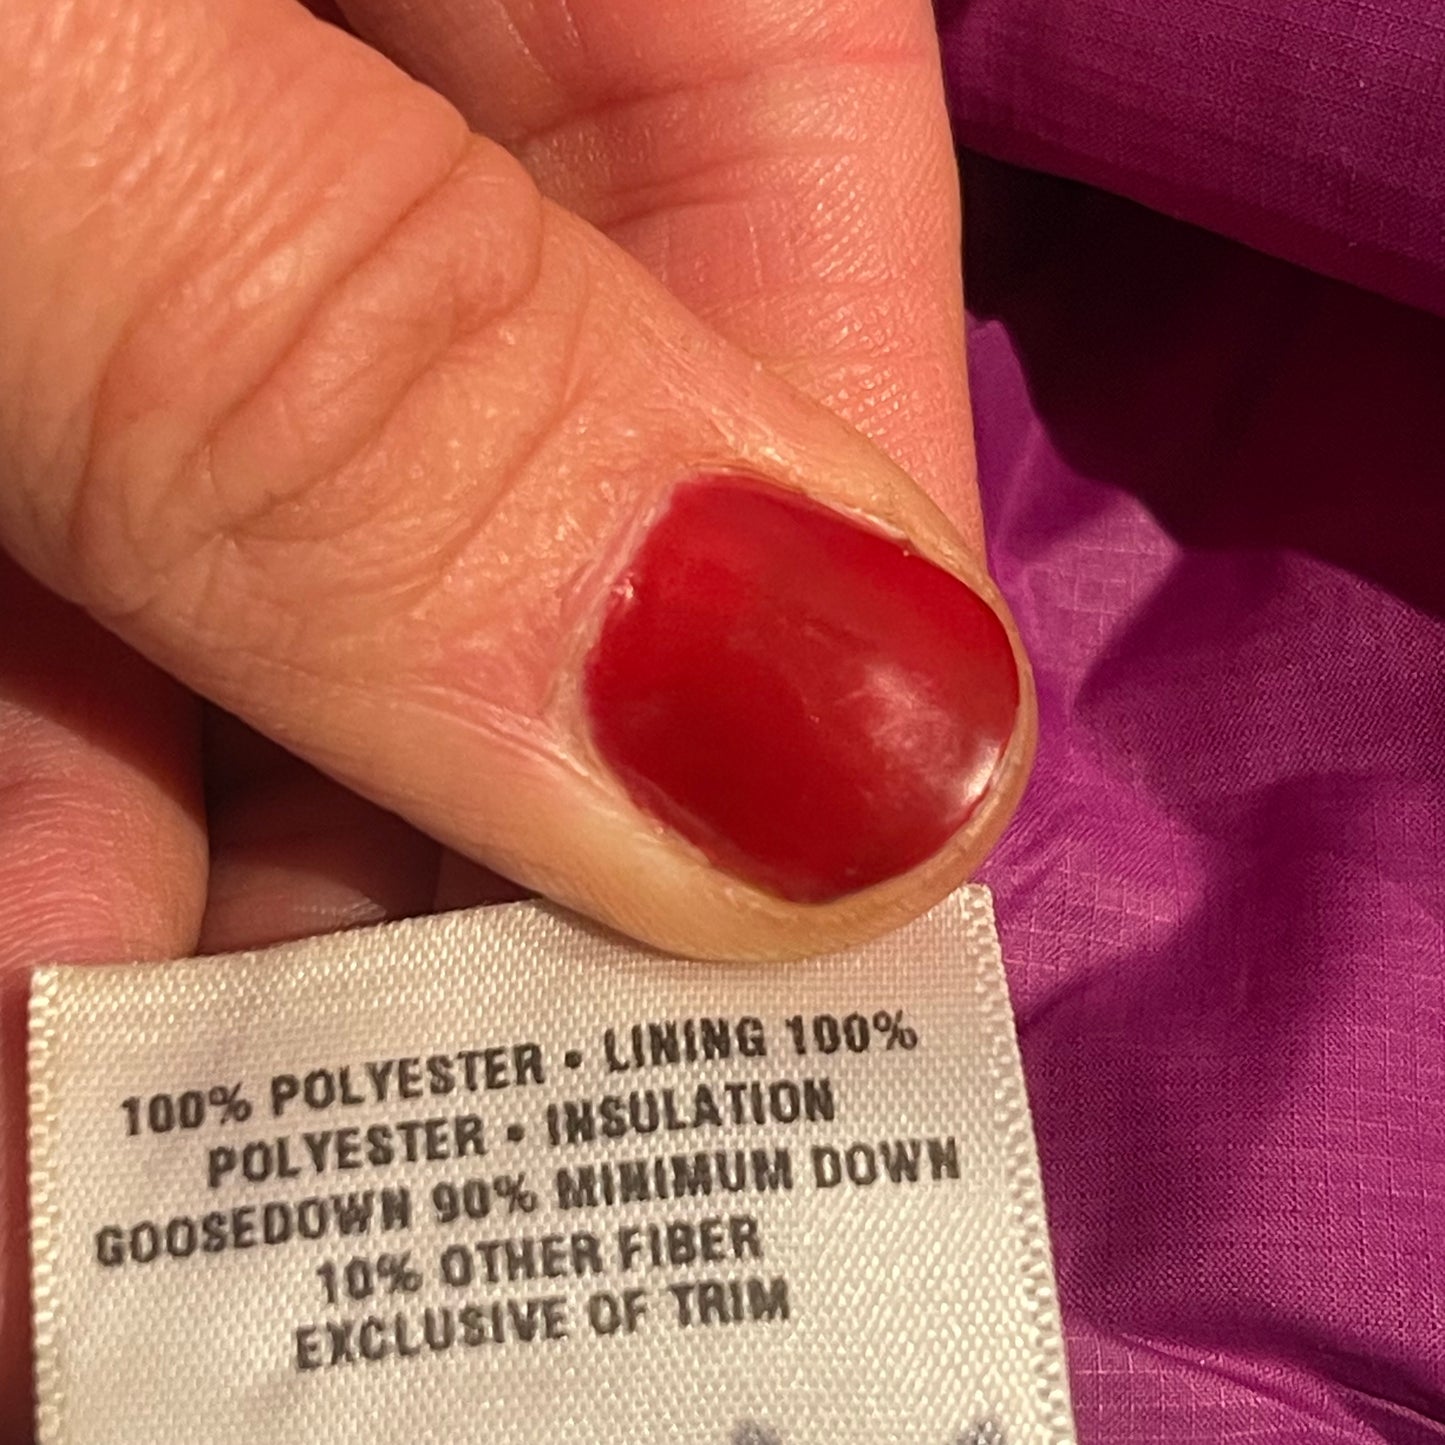 100% POLYESTER • LINING 100%
POLYESTER • INSULATION
GOOSEDOWN 90% MINIMUM DOWN
10% OTHER FIBER
EXCLUSIVE OF TRIM